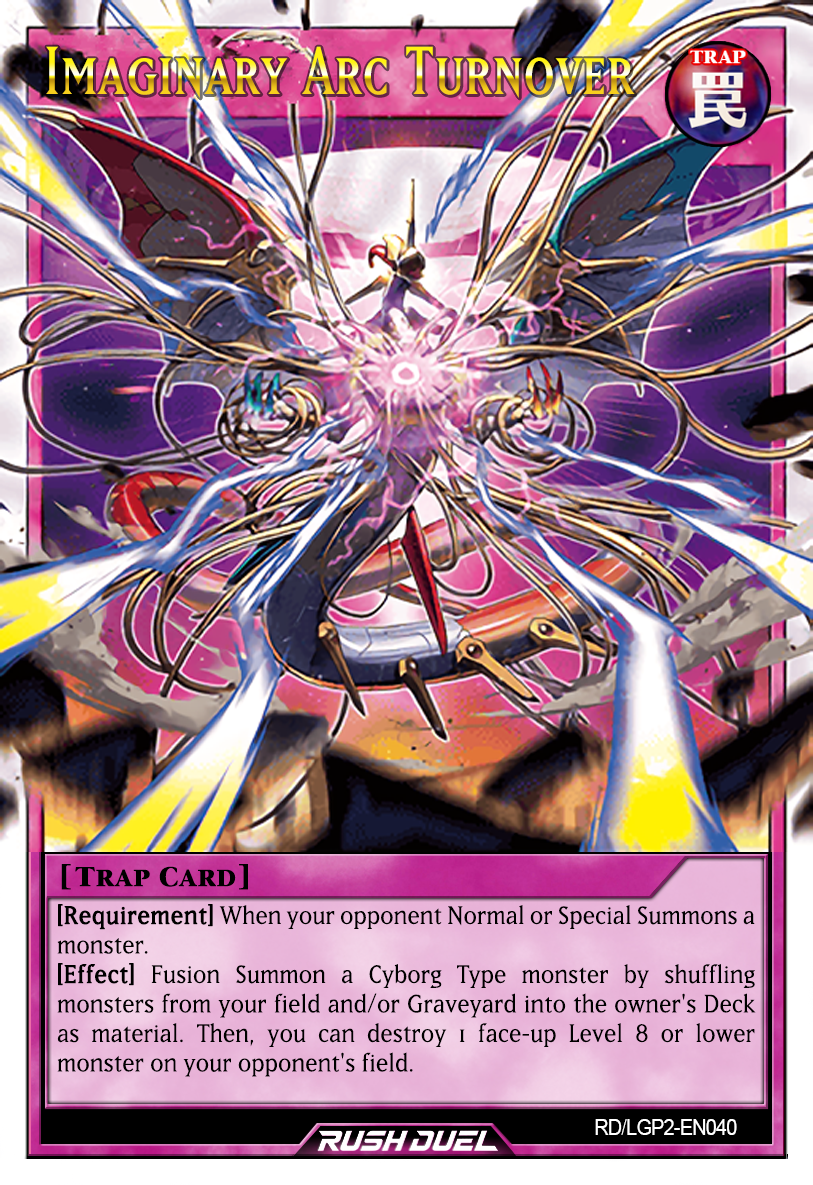 Imaginary Arc Turnover
TRAP
罠
[Trap Card]
[Requirement] When your opponent Normal or Special Summons a
monster.
[Effect] Fusion Summon a Cyborg Type monster by shuffling
monsters from your field and/or Graveyard into the owner's Deck
as material. Then, you can destroy 1 face-up Level 8 or lower
monster on your opponent's field.
RD/LGP2-EN040
RUSH DUEL